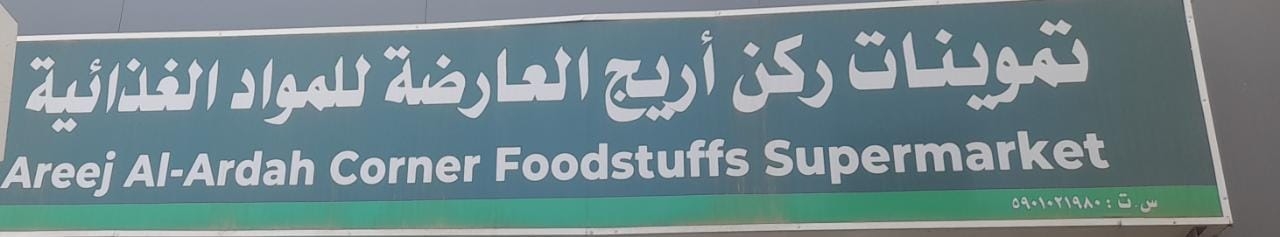 تموينات ركن أريج العارضة للمواد الغذائية
Areej Al-Ardah Corner Foodstuffs Supermarket
س . ت : ٥٩٠١٠٢١٩٨٠